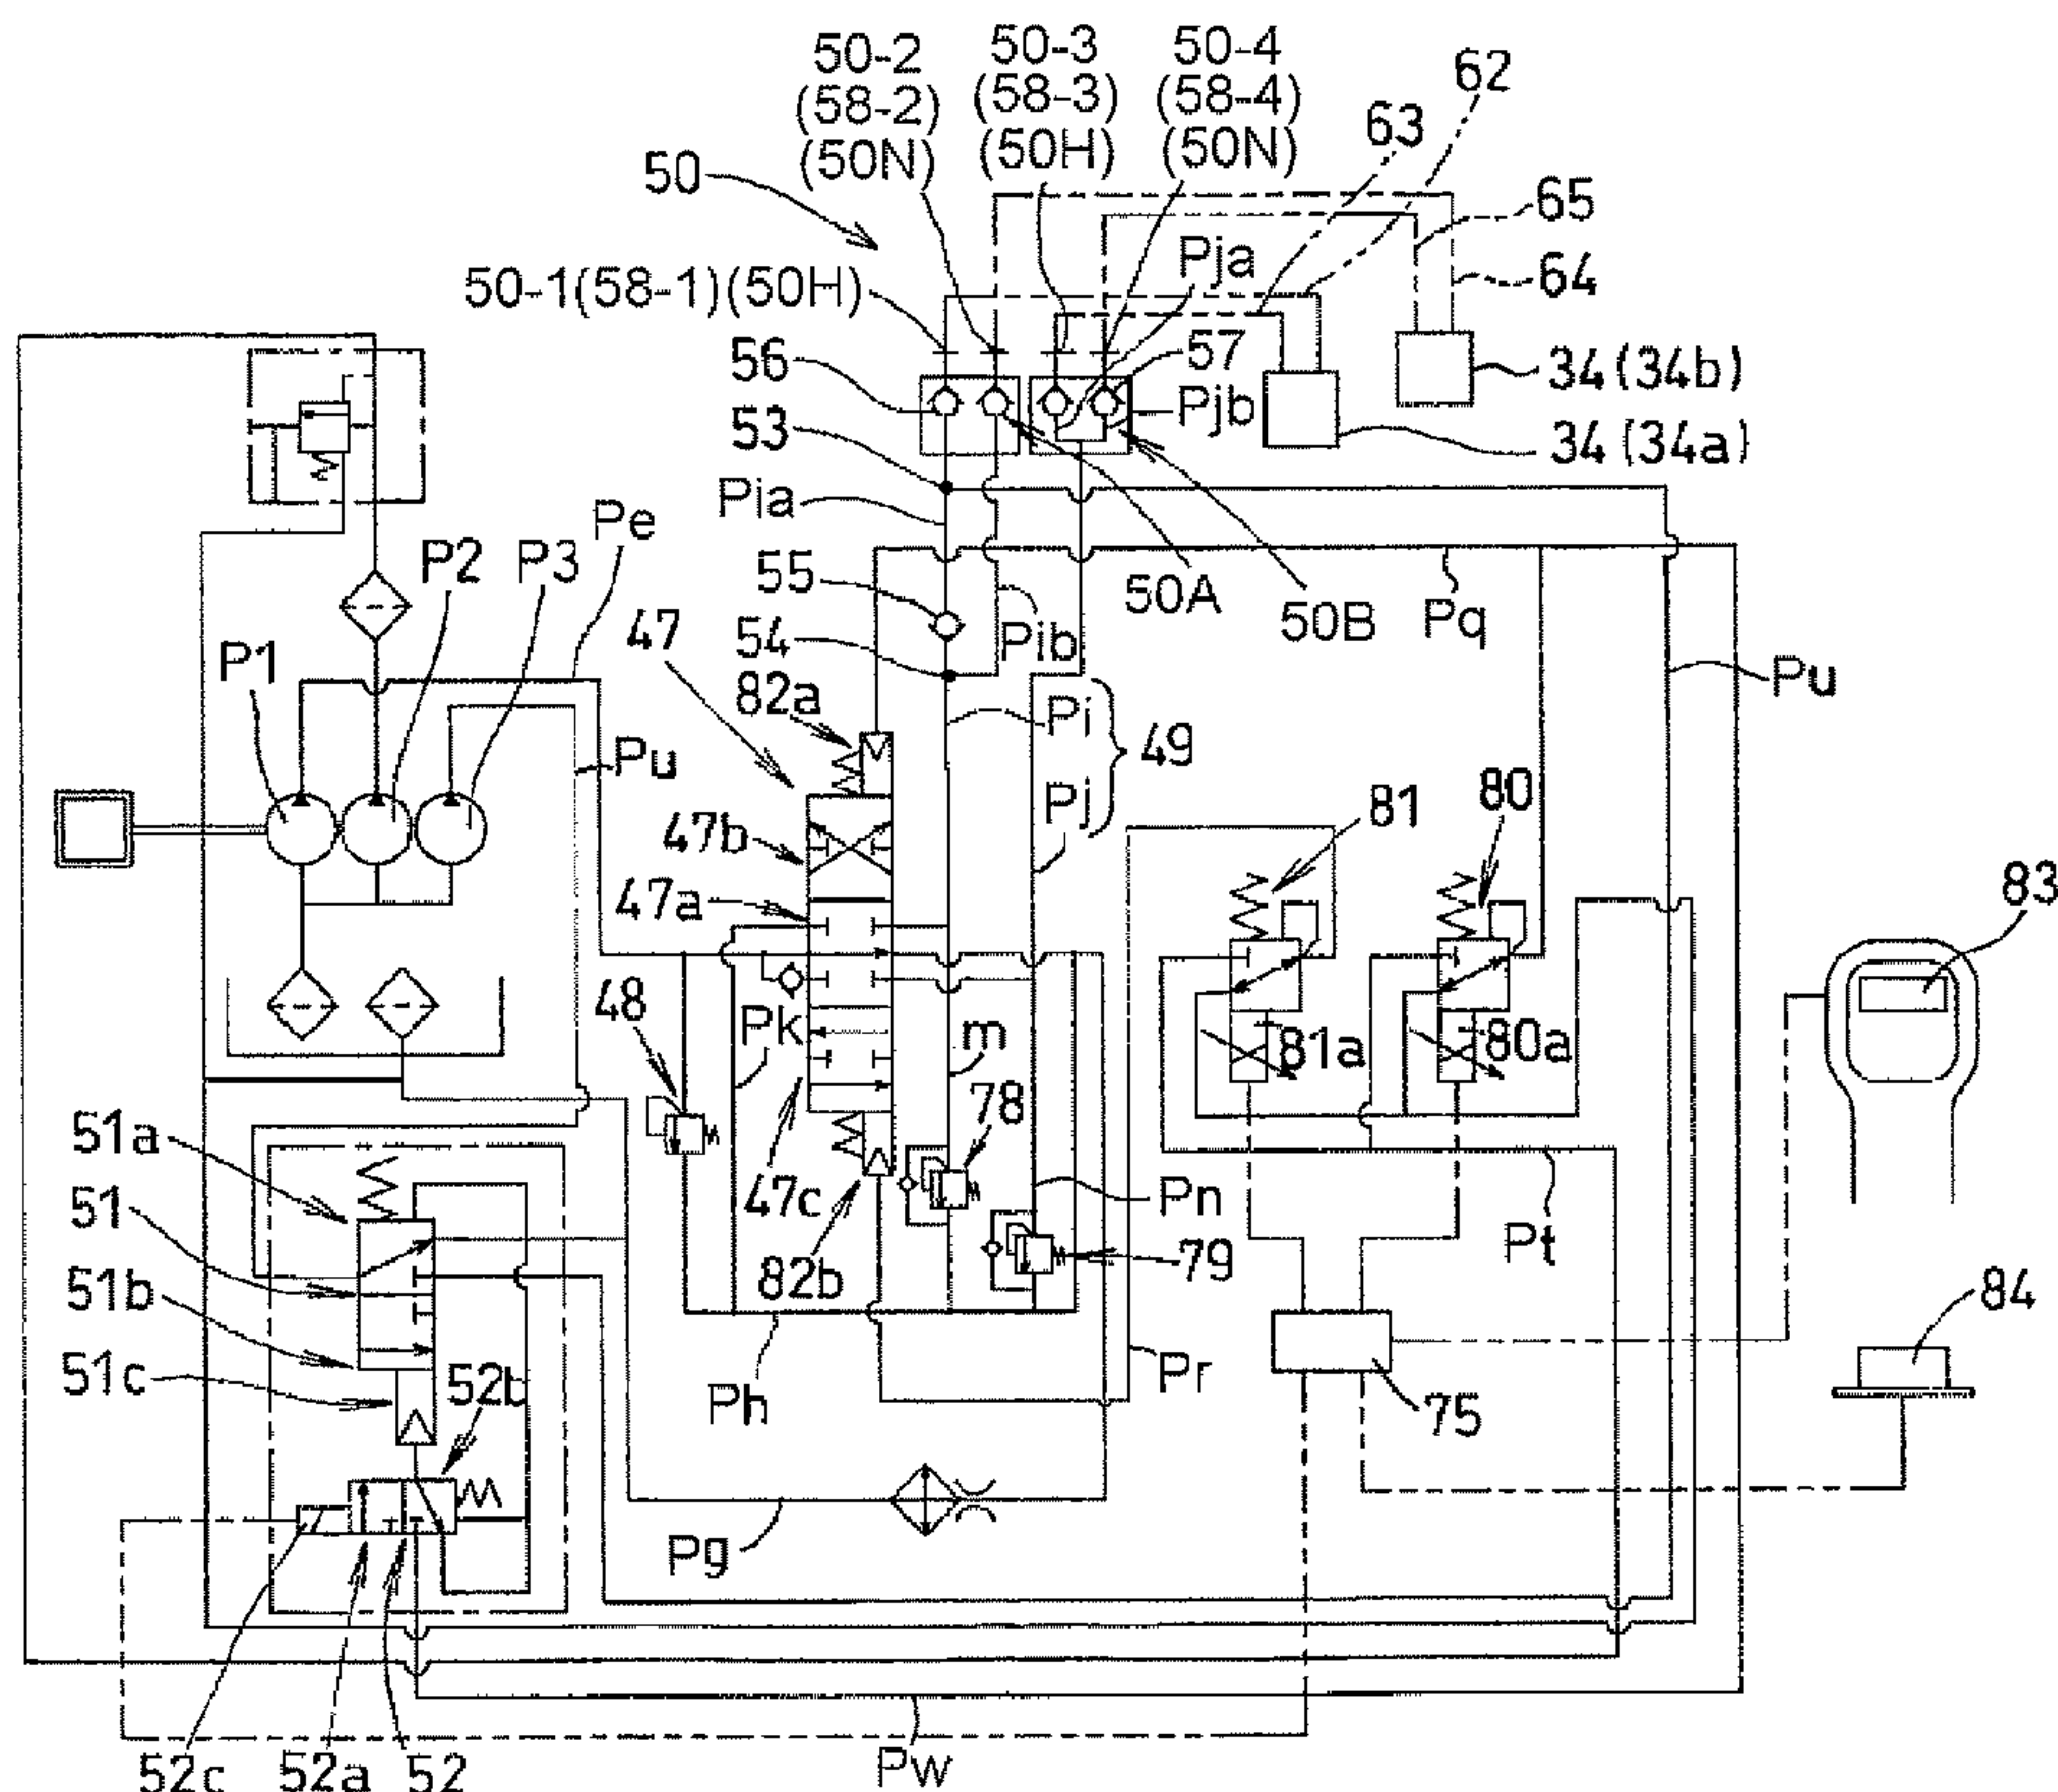 50-2
(58-2)
(50N)
50-3
(58-3)
(50H)
50-4
(58-4)
(50N)
62
63
50
65
Pja
64
50-1(58-1)(50H)
56
57
34(34b)
Pjb
53
34(34a)
Pia
Pe
P2
P3
55
50A
50B
Pq
47
54
Pib
P1
82a
Pu
Pu
Pi
49
Pj
81
80
47b
83
47a
48
Pk
m
81a
80a
51a
78
51
47c
Pn
Pt
51b
82b
79
84
51c
52b
Ph
Pr
75
Pg
52c
52a
52
Pw